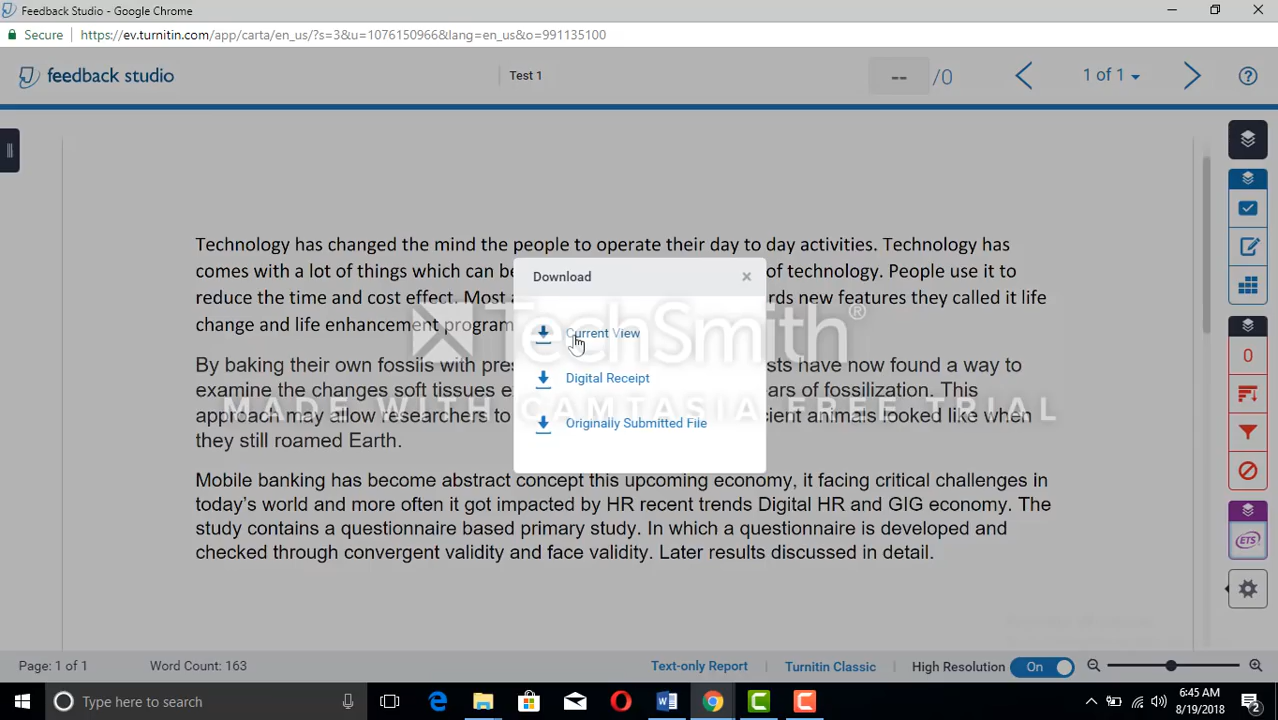 Feedback Studio - Google Chrome
Secure
https://ev.turnitin.com/app/carta/en_us/?s=3&u=1076150966&lang=en_us&o=991135100
feedback studio
Test 1
-- /0
1 of 1
Technology has changed the mind the people to operate their day to day activities. Technology has
comes with a lot of things which can be of technology. People use it to
reduce the time and cost effect. Most new features they called it life
change and life enhancement program
By baking their own fossils with have now found a way to
examine the changes soft tissues of fossilization. This
approach may allow researchers to animals looked like when
they still roamed Earth.
Mobile banking has become abstract concept this upcoming economy, it facing critical challenges in
today's world and more often it got impacted by HR recent trends Digital HR and GIG economy. The
study contains a questionnaire based primary study. In which a questionnaire is developed and
checked through convergent validity and face validity. Later results discussed in detail.
Download ×
Current View
Digital Receipt
Originally Submitted File
TechSmith®
MADE WITH CAMTASIA FREE TRIAL
0
ETS
Page: 1 of 1
Word Count: 163
Text-only Report
Turnitin Classic
High Resolution
On
Type here to search
6:45 AM
8/19/2018
2